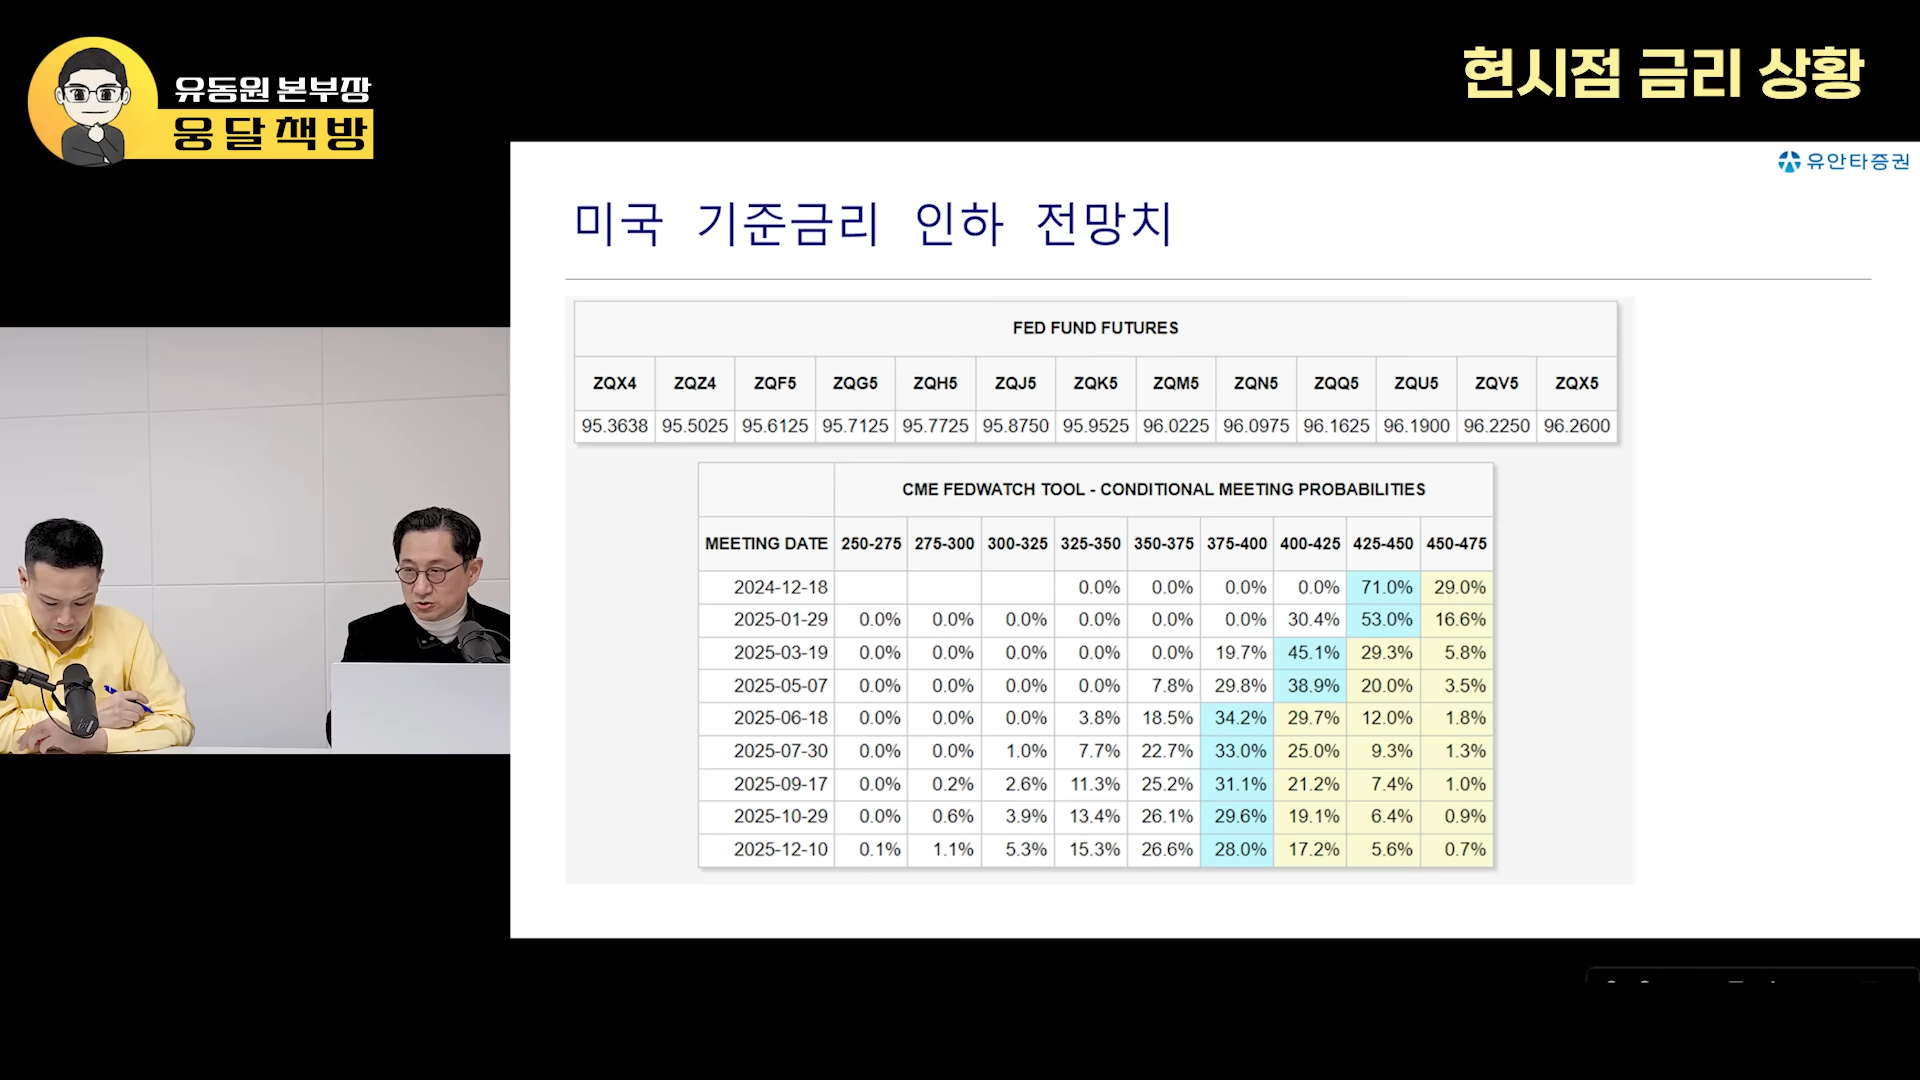 유동원 본부장
웅달책방
현시점 금리 상황
유안타증권
미국 기준금리 인하 전망치
FED FUND FUTURES
ZQX4 ZQZ4 ZQF5 ZQG5 ZQH5 ZQJ5 ZQK5 ZQM5 ZQN5 ZQQ5 ZQU5 ZQV5 ZQX5
95.3638 95.5025 95.6125 95.7125 95.7725 95.8750 95.9525 96.0225 96.0975 96.1625 96.1900 96.2250 96.2600
CME FEDWATCH TOOL - CONDITIONAL MEETING PROBABILITIES
MEETING DATE 250-275 275-300 300-325 325-350 350-375 375-400 400-425 425-450 450-475
2024-12-18 0.0% 0.0% 0.0% 0.0% 71.0% 29.0%
2025-01-29 0.0% 0.0% 0.0% 0.0% 0.0% 0.0% 30.4% 53.0% 16.6%
2025-03-19 0.0% 0.0% 0.0% 0.0% 0.0% 19.7% 45.1% 29.3% 5.8%
2025-05-07 0.0% 0.0% 0.0% 0.0% 7.8% 29.8% 38.9% 20.0% 3.5%
2025-06-18 0.0% 0.0% 0.0% 3.8% 18.5% 34.2% 29.7% 12.0% 1.8%
2025-07-30 0.0% 0.0% 1.0% 7.7% 22.7% 33.0% 25.0% 9.3% 1.3%
2025-09-17 0.0% 0.2% 2.6% 11.3% 25.2% 31.1% 21.2% 7.4% 1.0%
2025-10-29 0.0% 0.6% 3.9% 13.4% 26.1% 29.6% 19.1% 6.4% 0.9%
2025-12-10 0.1% 1.1% 5.3% 15.3% 26.6% 28.0% 17.2% 5.6% 0.7%